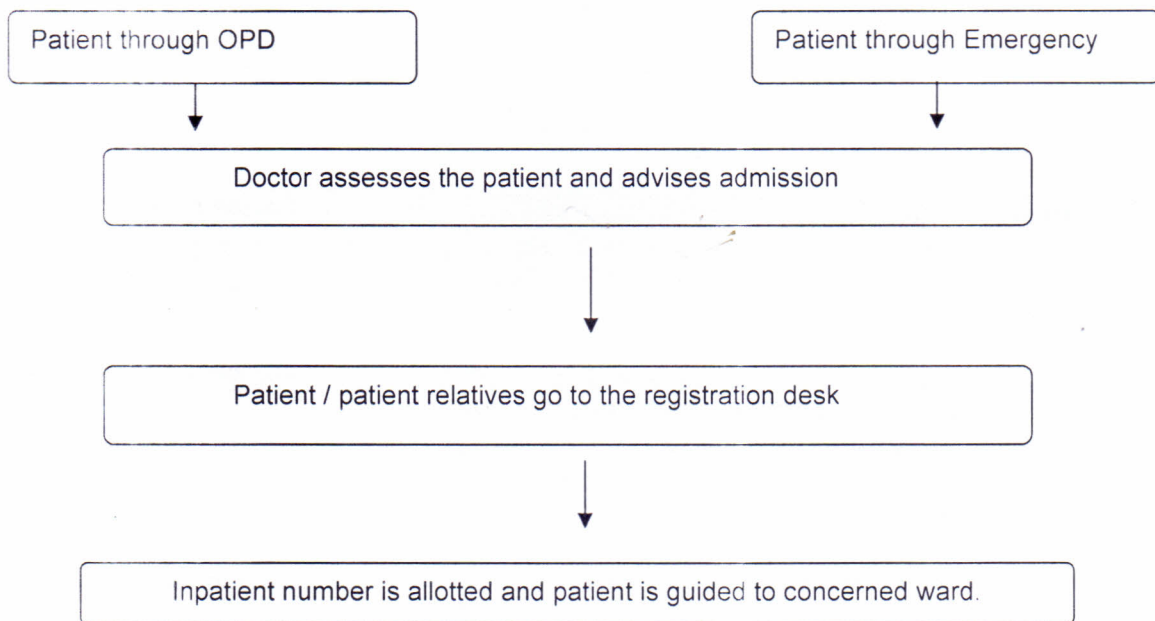 Patient through OPD
Patient through Emergency
Doctor assesses the patient and advises admission
Patient / patient relatives go to the registration desk
Inpatient number is allotted and patient is guided to concerned ward.